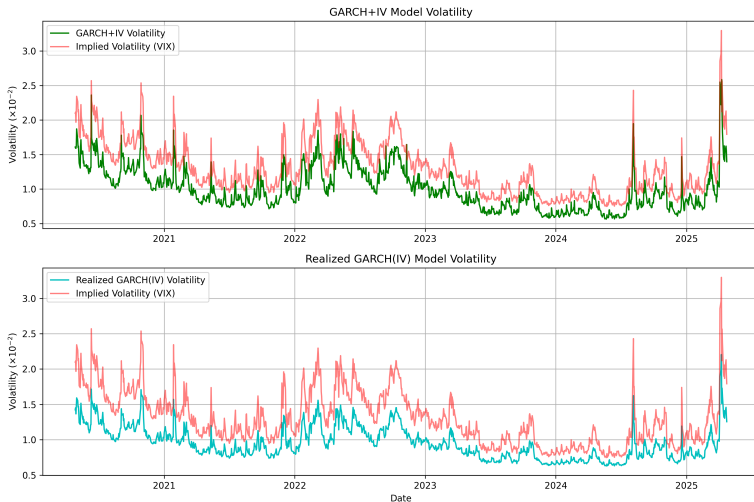 GARCH+IV Model Volatility
GARCH+IV Volatility
Implied Volatility (VIX)
Volatility (×10⁻²)
3.0
2.5
2.0
1.5
1.0
0.5
2021
2022
2023
2024
2025
Realized GARCH(IV) Model Volatility
Realized GARCH(IV) Volatility
Implied Volatility (VIX)
Volatility (×10⁻²)
3.0
2.5
2.0
1.5
1.0
0.5
2021
2022
2023
2024
2025
Date